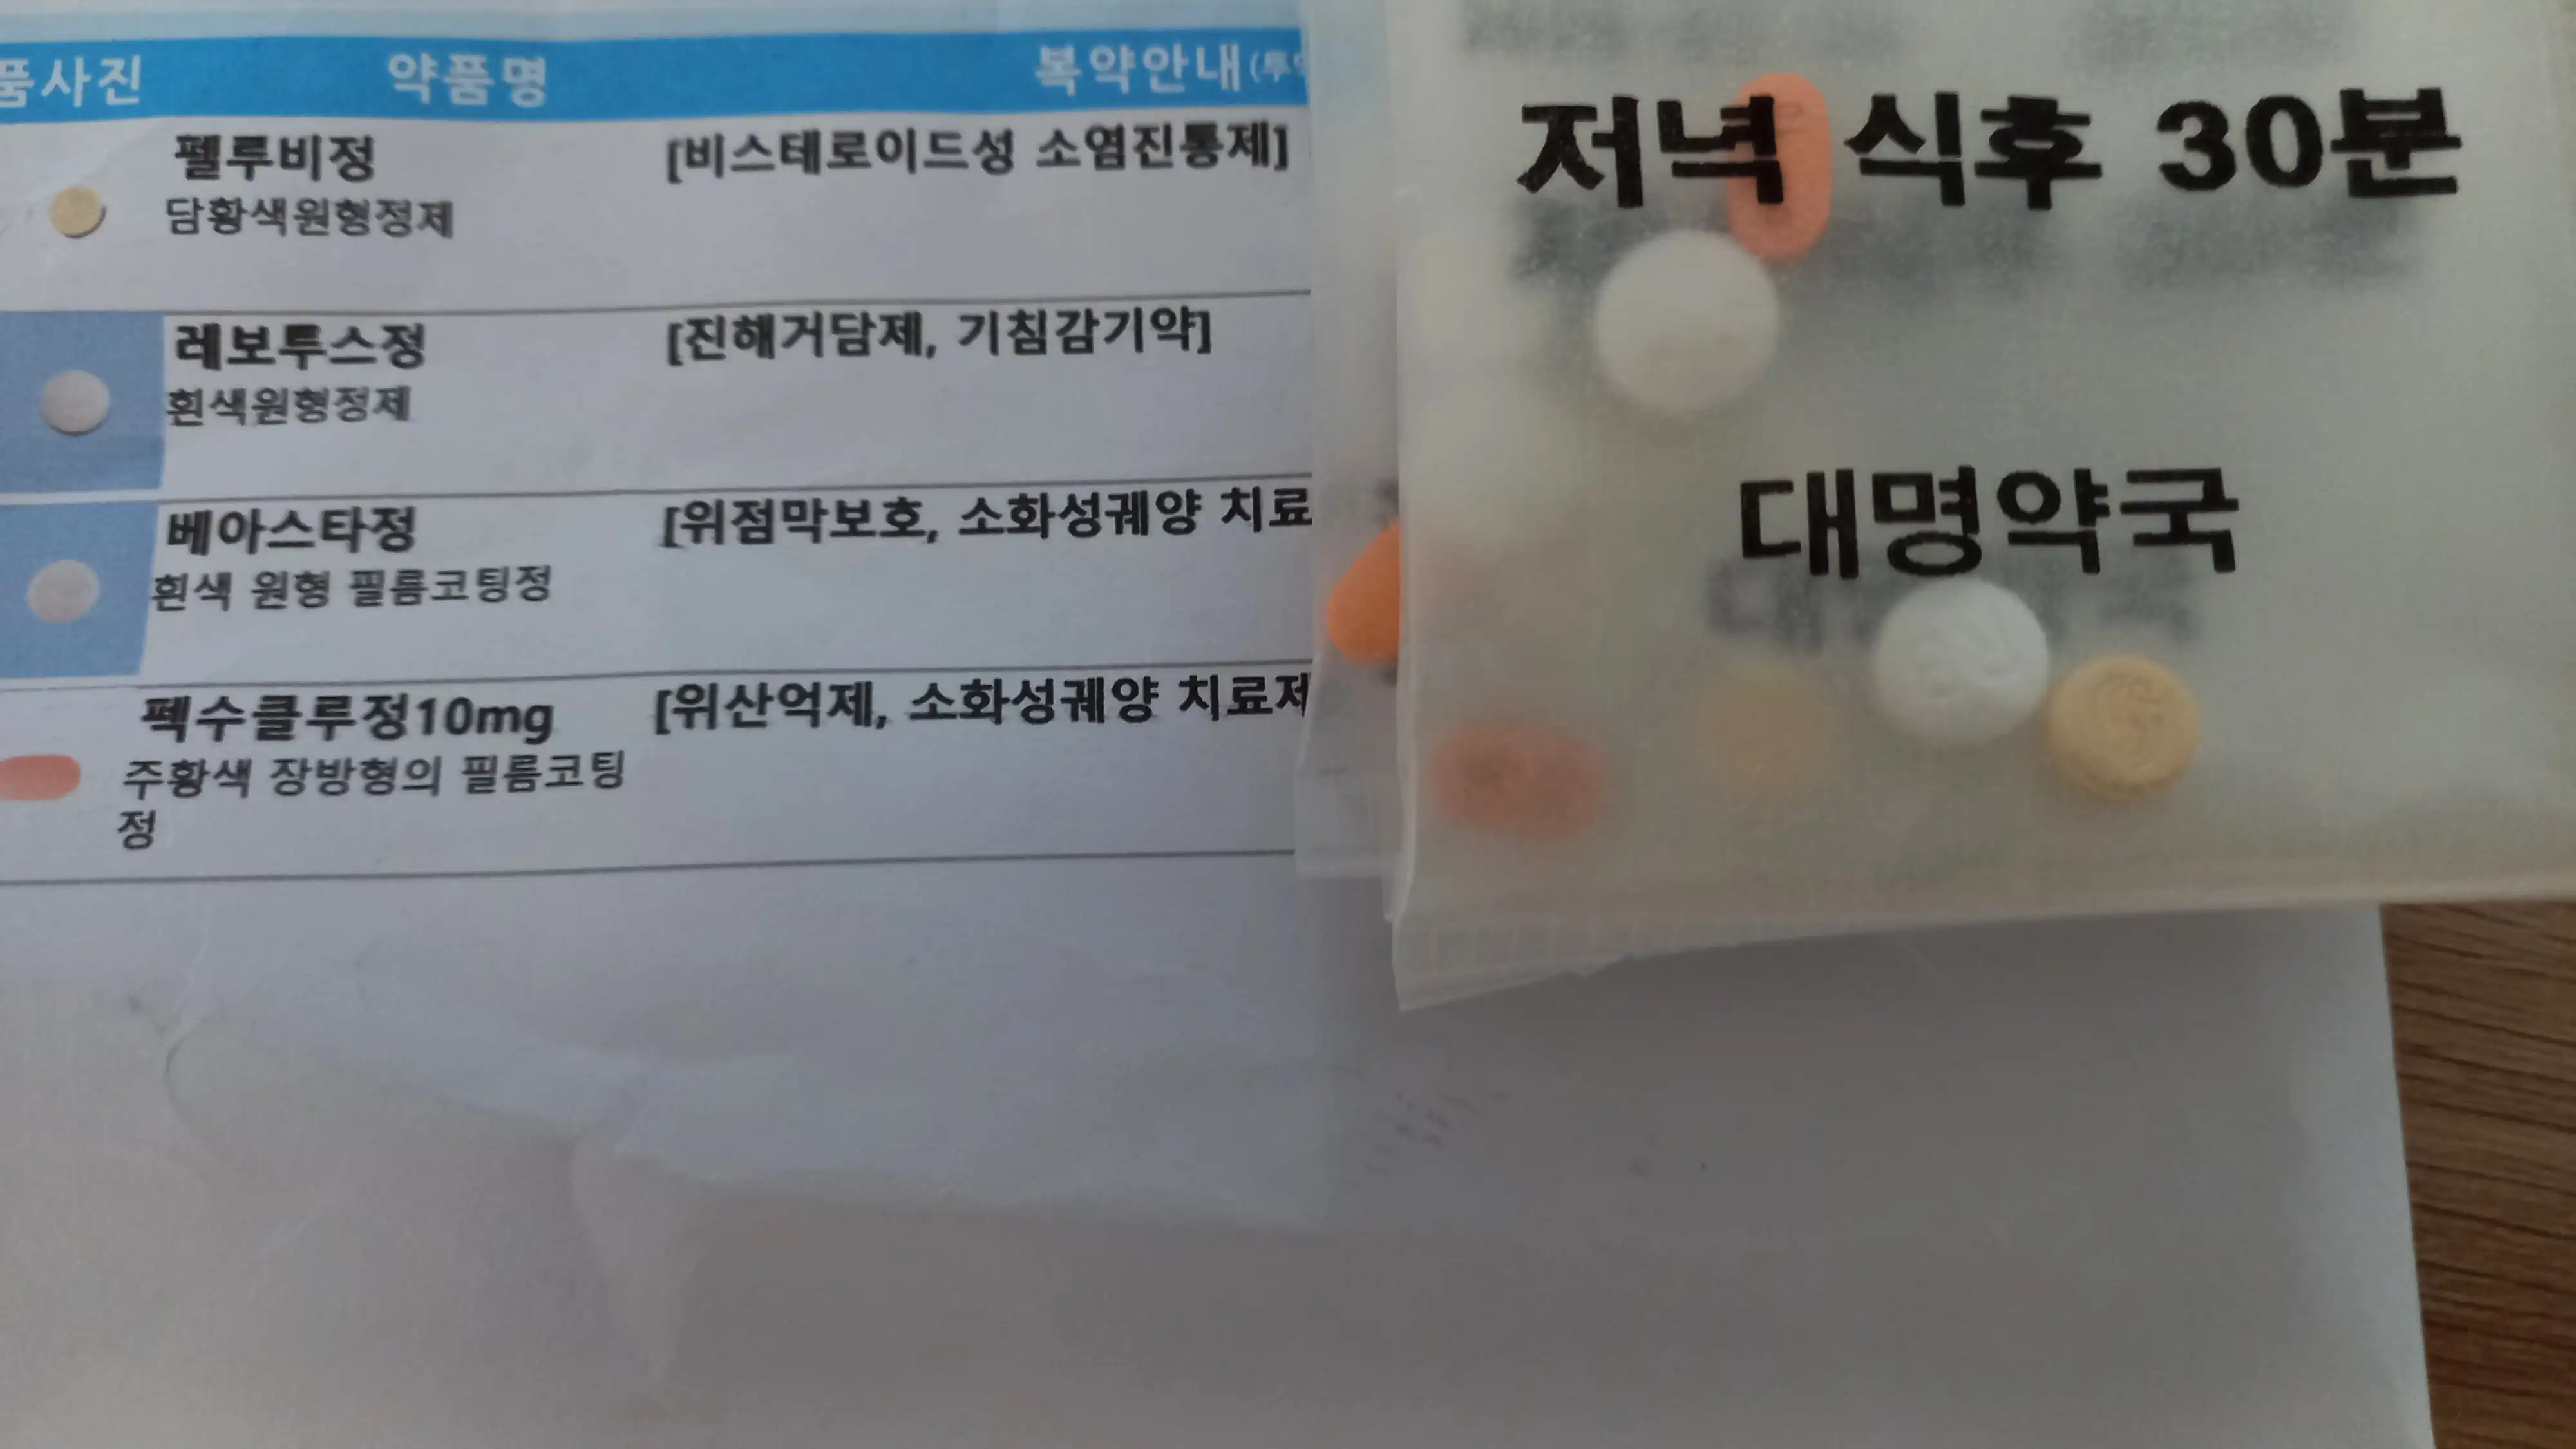 품사진 약품명 복약안내
펠루비정 [비스테로이드성 소염진통제]
담황색원형정제
레보투스정 [진해거담제, 기침감기약]
흰색원형정제
베아스타정 [위점막보호, 소화성궤양 치료
흰색 원형 필름코팅정
펙수클루정10mg [위산억제, 소화성궤양 치료제
주황색 장방형의 필름코팅
정
저녁 식후 30분
대명약국